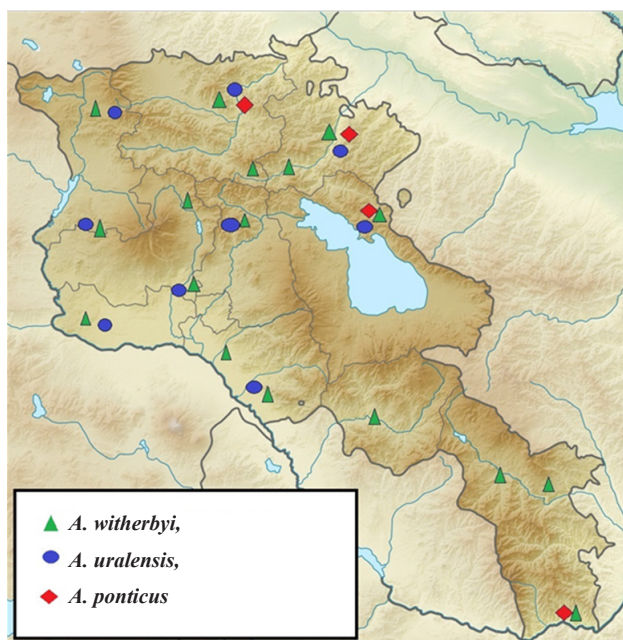 A. witherbyi,
A. uralensis,
A. ponticus